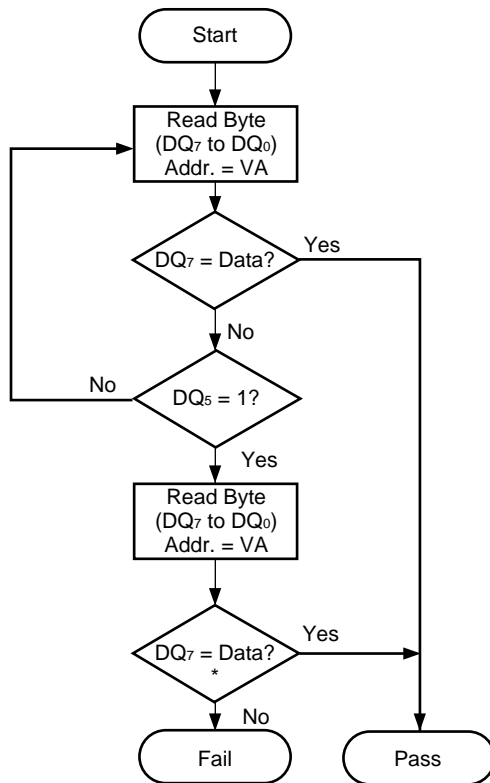 Start
Read Byte
(DQ₇ to DQ₀)
Addr. = VA
DQ₇ = Data?
Yes
No
DQ₅ = 1?
No
Yes
Read Byte
(DQ₇ to DQ₀)
Addr. = VA
DQ₇ = Data?
*
Yes
No
Fail
Pass